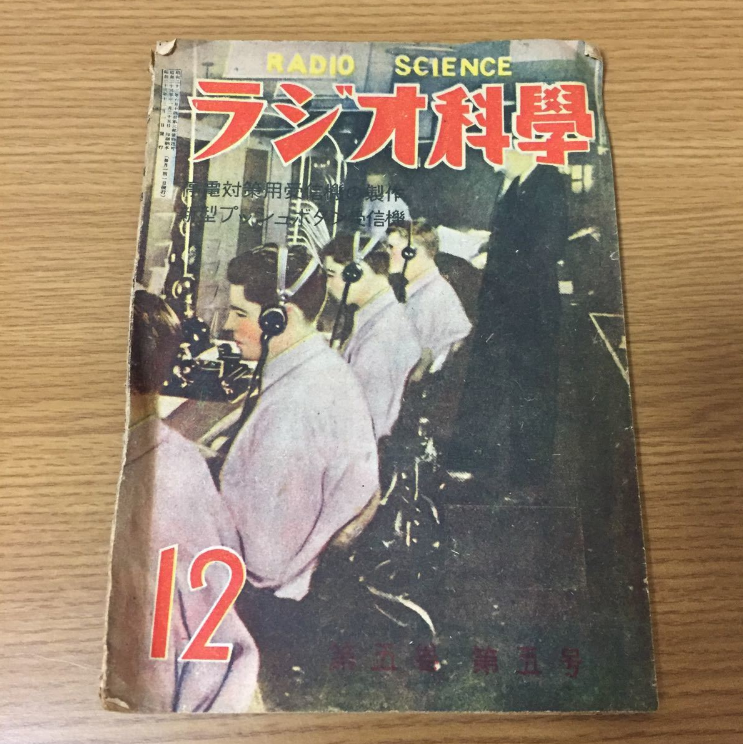 RADIO SCIENCE
ラジオ科學
停電対策用受信機の製作
新型プッシュボタン受信機
12
第五巻 第五号